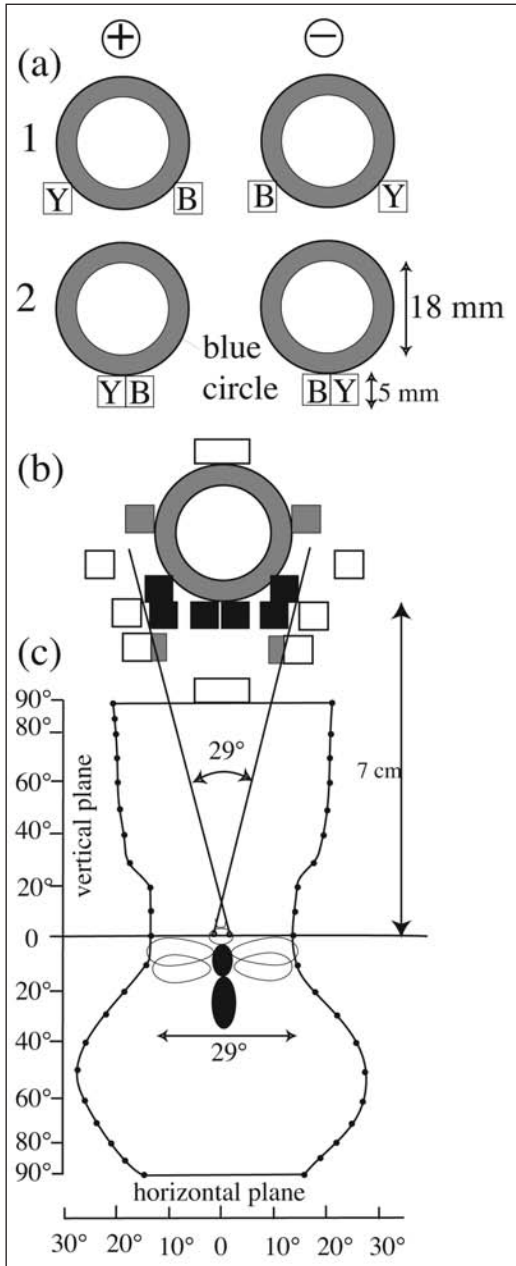 + −
(a)
1
Y B B Y
2
18 mm
blue
circle
Y B B Y 5 mm
(b)
(c)
90°
80°
29°
7 cm
60°
vertical plane
40°
20°
0
20°
29°
40°
60°
80°
90°
horizontal plane
30° 20° 10° 0 10° 20° 30°